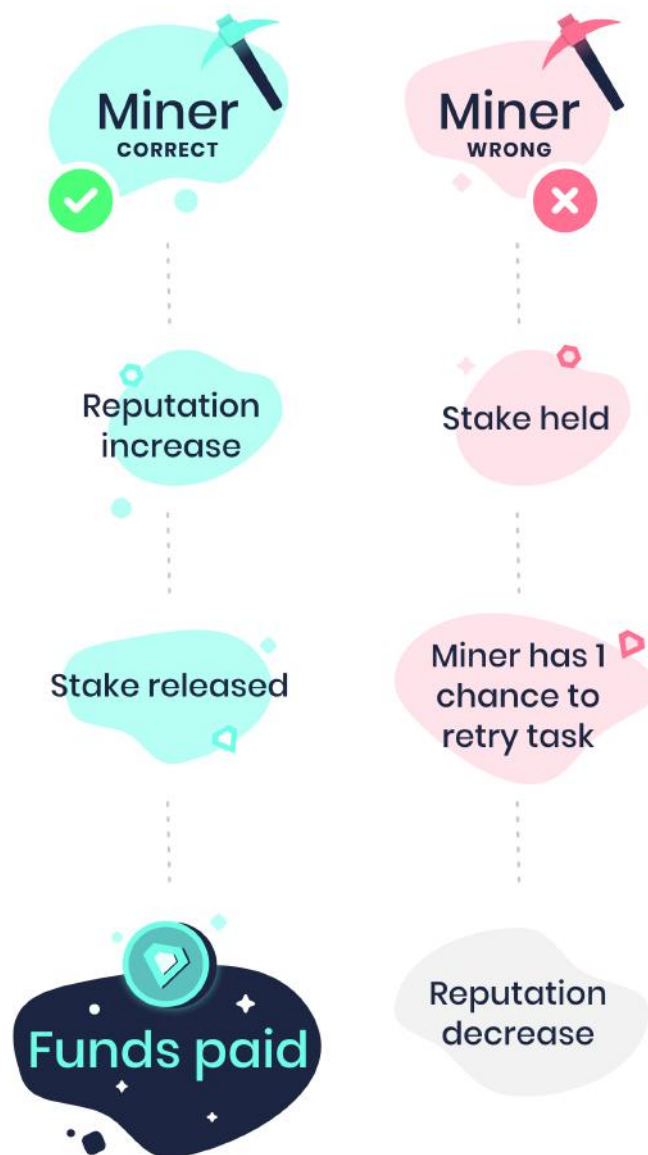 Miner
CORRECT
Reputation
increase
Stake released
Funds paid
Miner
WRONG
Stake held
Miner has 1
chance to
retry task
Reputation
decrease